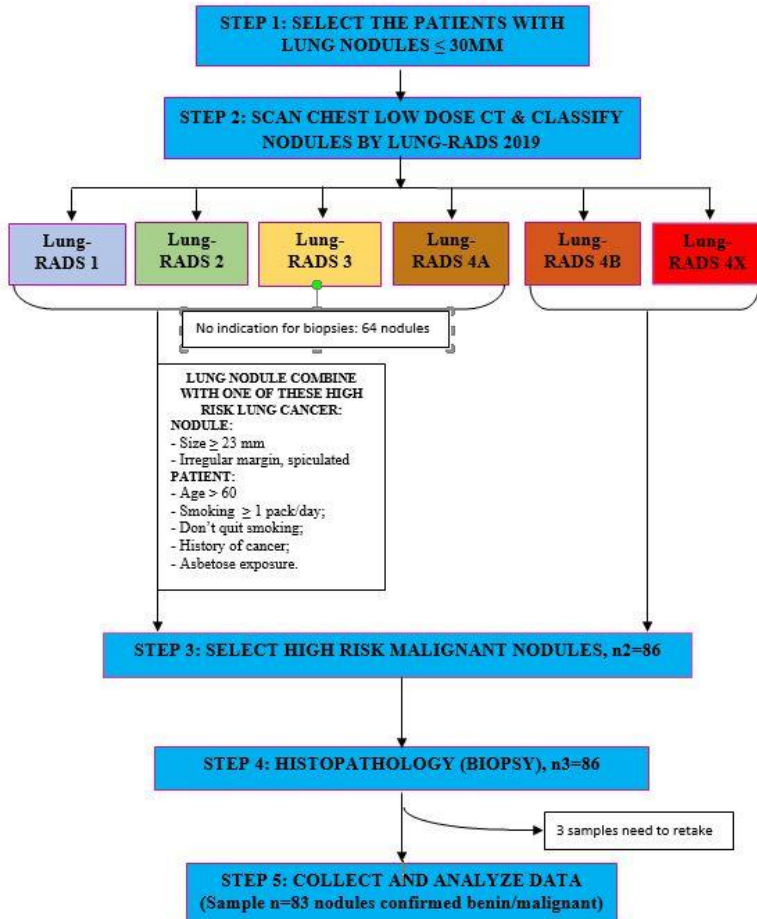 STEP 1: SELECT THE PATIENTS WITH
LUNG NODULES ≤ 30MM
STEP 2: SCAN CHEST LOW DOSE CT & CLASSIFY
NODULES BY LUNG-RADS 2019
Lung-
RADS 1
Lung-
RADS 2
Lung-
RADS 3
Lung-
RADS 4A
Lung-
RADS 4B
Lung-
RADS 4X
No indication for biopsies: 64 nodules
LUNG NODULE COMBINE
WITH ONE OF THESE HIGH
RISK LUNG CANCER:
NODULE:
- Size ≥ 23 mm
- Irregular margin, spiculated
PATIENT:
- Age > 60
- Smoking ≥ 1 pack/day;
- Don't quit smoking;
- History of cancer;
- Asbetose exposure.
STEP 3: SELECT HIGH RISK MALIGNANT NODULES, n2=86
STEP 4: HISTOPATHOLOGY (BIOPSY), n3=86
3 samples need to retake
STEP 5: COLLECT AND ANALYZE DATA
(Sample n=83 nodules confirmed benin/malignant)